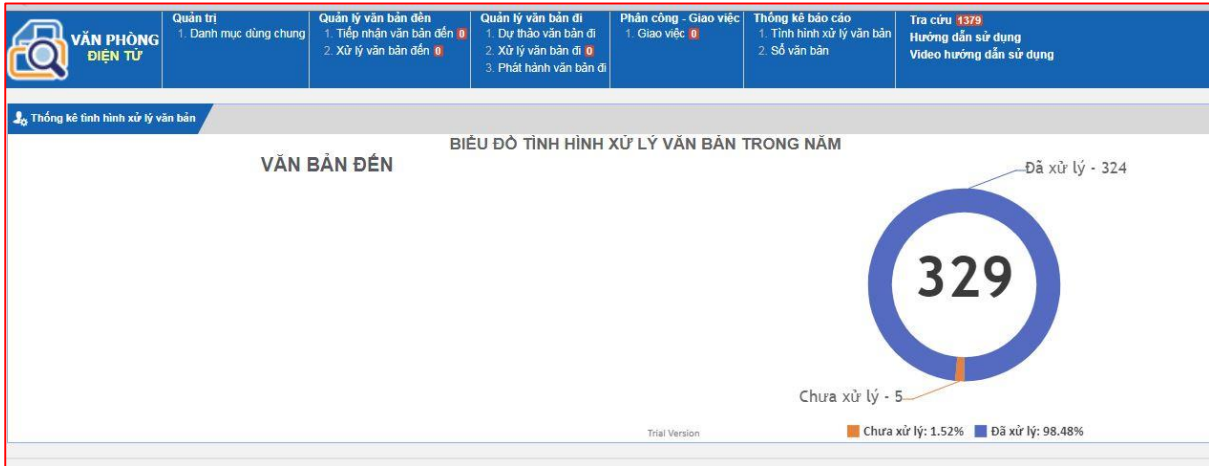 VĂN PHÒNG
ĐIỆN TỬ
Quản trị
1. Danh mục dùng chung
Quản lý văn bản đến
1. Tiếp nhận văn bản đến 0
2. Xử lý văn bản đến 0
Quản lý văn bản đi
1. Dự thảo văn bản đi
2. Xử lý văn bản đi 0
3. Phát hành văn bản đi
Phân công - Giao việc
1. Giao việc 0
Thống kê báo cáo
1. Tình hình xử lý văn bản
2. Sổ văn bản
Tra cứu 1379
Hướng dẫn sử dụng
Video hướng dẫn sử dụng
Thống kê tình hình xử lý văn bản
BIỂU ĐỒ TÌNH HÌNH XỬ LÝ VĂN BẢN TRONG NĂM
VĂN BẢN ĐẾN
Đã xử lý - 324
329
Chưa xử lý - 5
Trial Version
Chưa xử lý: 1.52% Đã xử lý: 98.48%